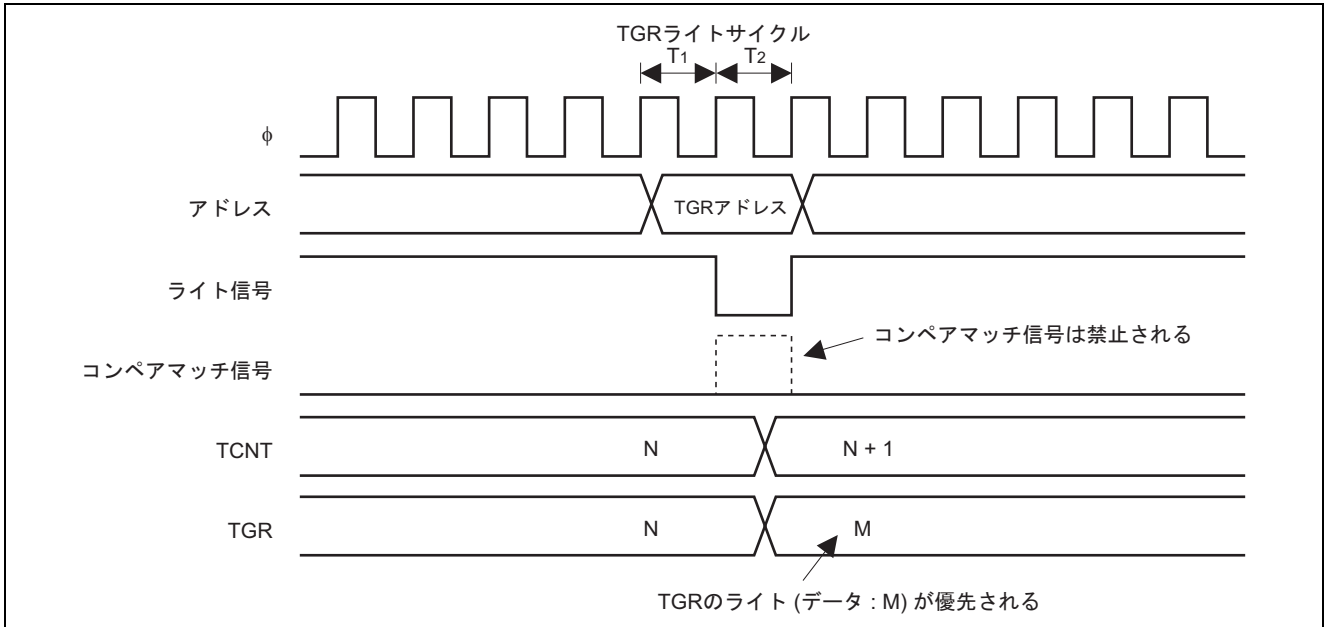 TGRライトサイクル
T1 T2
φ
アドレス TGRアドレス
ライト信号
コンペアマッチ信号は禁止される
コンペアマッチ信号
TCNT N N + 1
TGR N M
TGRのライト (データ : M) が優先される